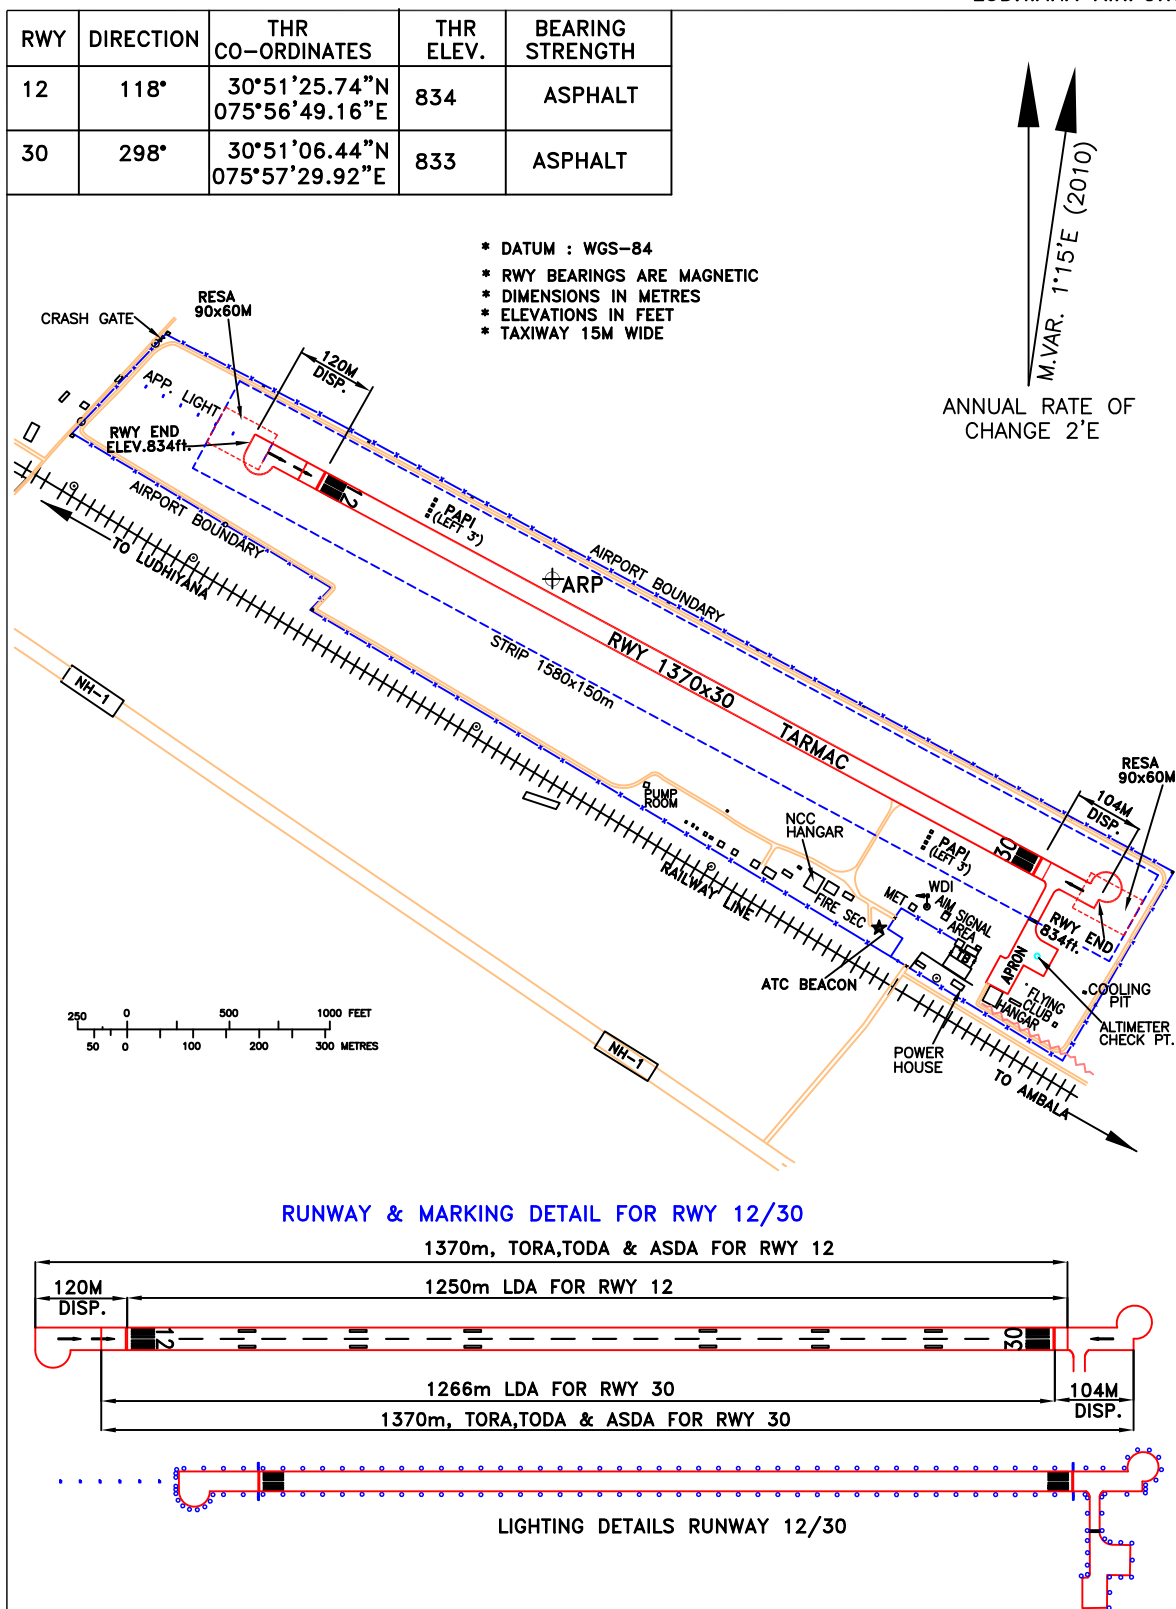 RWY DIRECTION THR CO-ORDINATES THR ELEV. BEARING STRENGTH
12 118° 30°51'25.74"N 075°56'49.16"E 834 ASPHALT
30 298° 30°51'06.44"N 075°57'29.92"E 833 ASPHALT
M.VAR. 1°15'E (2010)
ANNUAL RATE OF
CHANGE 2'E
* DATUM : WGS-84
* RWY BEARINGS ARE MAGNETIC
* DIMENSIONS IN METRES
* ELEVATIONS IN FEET
* TAXIWAY 15M WIDE
RESA
90x60M
CRASH GATE
120M
DISP.
APP. LIGHT
RWY END
ELEV.834ft.
12
AIRPORT BOUNDARY
TO LUDHIYANA
PAPI
(LEFT 3°)
ARP
AIRPORT BOUNDARY
STRIP 1580x150m
RWY 1370x30
TARMAC
NH-1
RESA
90x60M
104M
DISP.
PUMP
ROOM
NCC
HANGAR
30
PAPI
(LEFT 3°)
RAILWAY LINE
FIRE SEC
MET
WDI
AIM SIGNAL
AREA
TB
RWY END
834ft.
ATC BEACON
APRON
COOLING
PIT
FLYING
CLUB
HANGAR
ALTIMETER
CHECK PT.
POWER
HOUSE
TO AMBALA
250 0 500 1000 FEET
50 0 100 200 300 METRES
NH-1
RUNWAY & MARKING DETAIL FOR RWY 12/30
1370m, TORA,TODA & ASDA FOR RWY 12
120M
DISP.
1250m LDA FOR RWY 12
12
30
1266m LDA FOR RWY 30
104M
DISP.
1370m, TORA,TODA & ASDA FOR RWY 30
LIGHTING DETAILS RUNWAY 12/30